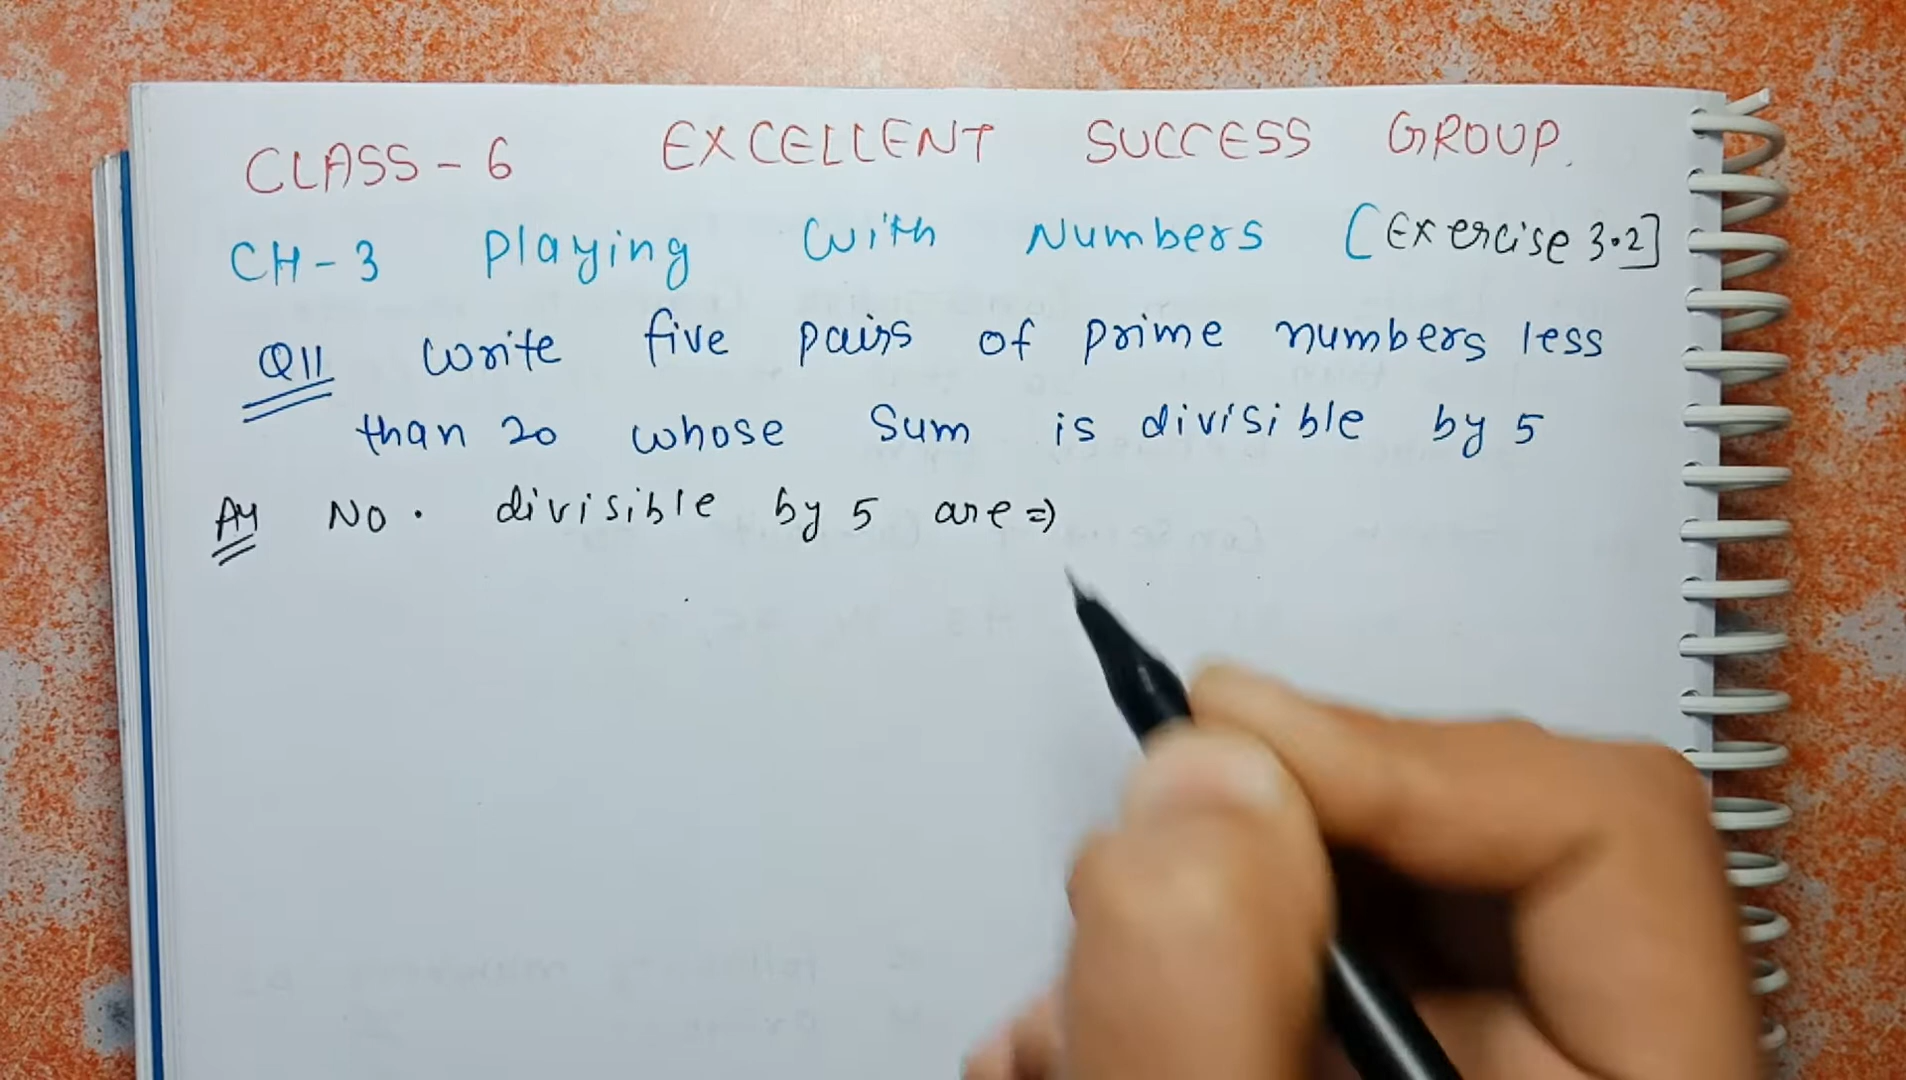 CLASS - 6 EXCELLENT SUCCESS GROUP.
CH - 3 Playing With Numbers [Exercise 3.2]
Q11 Write five pairs of prime numbers less
than 20 whose Sum is divisible by 5
No. divisible by 5 are ⇒